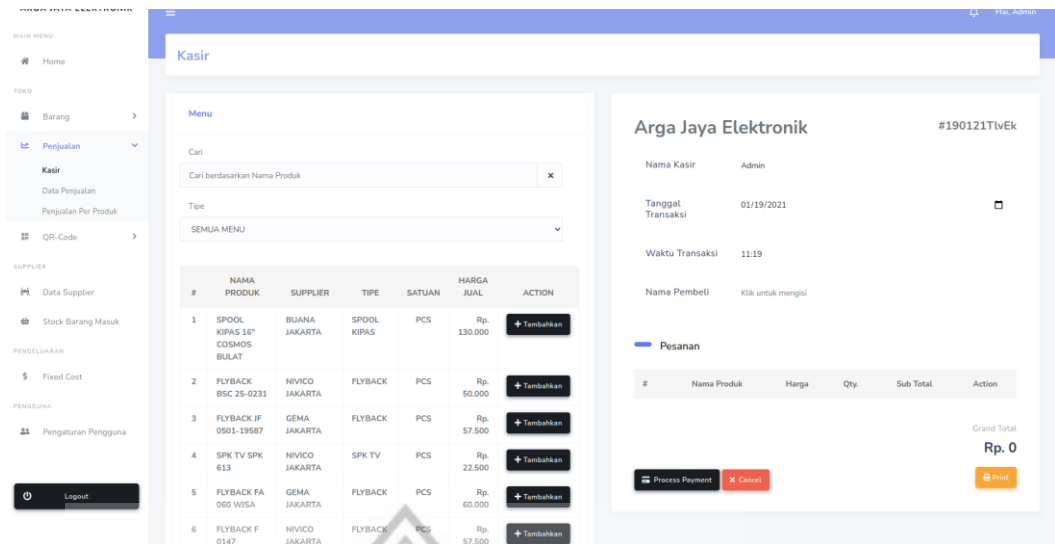 ARGA JAYA ELEKTRONIK
MAIN MENU
Home
TOKO
Barang
Penjualan
Kasir
Data Penjualan
Penjualan Per Produk
QR-Code
SUPPLIER
Data Supplier
Stock Barang Masuk
PENGELUARAN
$ Fixed Cost
PENGGUNA
Pengaturan Pengguna
Logout
Hai, Admin
Kasir
Menu
Cari
Cari berdasarkan Nama Produk
Tipe
SEMUA MENU
# NAMA PRODUK SUPPLIER TIPE SATUAN HARGA JUAL ACTION
1 SPOOL KIPAS 16" COSMOS BULAT BUANA JAKARTA SPOOL KIPAS PCS Rp. 130.000 + Tambahkan
2 FLYBACK BSC 25-0231 NIVICO JAKARTA FLYBACK PCS Rp. 50.000 + Tambahkan
3 FLYBACK JF 0501-19587 GEMA JAKARTA FLYBACK PCS Rp. 57.500 + Tambahkan
4 SPK TV SPK 613 NIVICO JAKARTA SPK TV PCS Rp. 22.500 + Tambahkan
5 FLYBACK FA 060 WJSA GEMA JAKARTA FLYBACK PCS Rp. 60.000 + Tambahkan
6 FLYBACK F 0147 NIVICO JAKARTA FLYBACK PCS Rp. 57.500 + Tambahkan
Arga Jaya Elektronik
#190121TlvEk
Nama Kasir Admin
Tanggal Transaksi 01/19/2021
Waktu Transaksi 11:19
Nama Pembeli Klik untuk mengisi
Pesanan
# Nama Produk Harga Qty. Sub Total Action
Grand Total
Rp. 0
Process Payment × Cancel Print